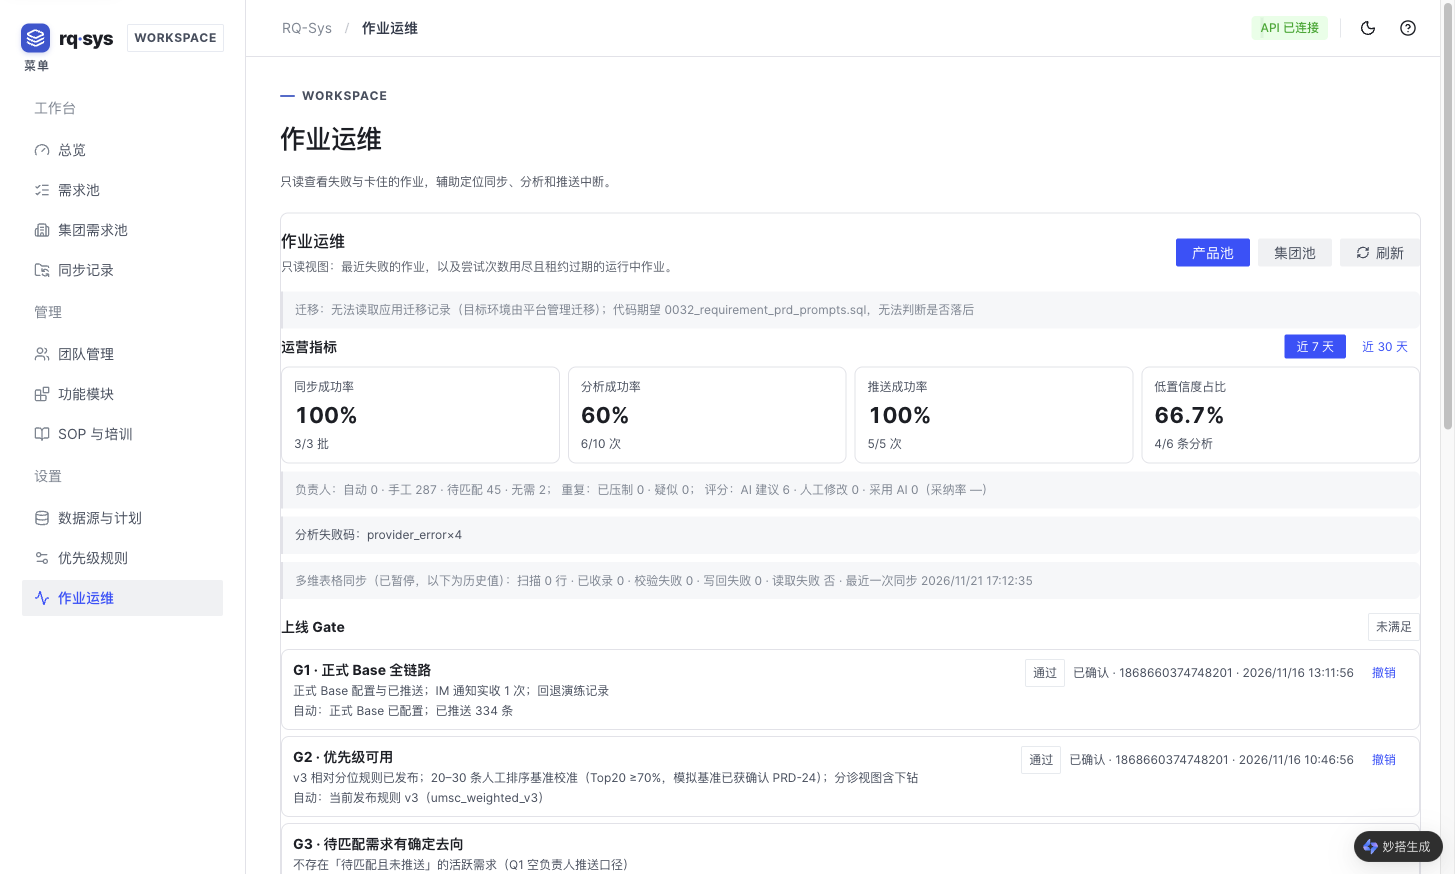 rq·sys WORKSPACE
菜单
工作台
总览
需求池
集团需求池
同步记录
管理
团队管理
功能模块
SOP 与培训
设置
数据源与计划
优先级规则
作业运维
RQ-Sys / 作业运维
API 已连接
WORKSPACE
作业运维
只读查看失败与卡住的作业，辅助定位同步、分析和推送中断。
作业运维
只读视图：最近失败的作业，以及尝试次数用尽且租约过期的运行中作业。
产品池 集团池 刷新
迁移：无法读取应用迁移记录（目标环境由平台管理迁移）；代码期望 0032_requirement_prd_prompts.sql，无法判断是否落后
运营指标
近 7 天 近 30 天
同步成功率
100%
3/3 批
分析成功率
60%
6/10 次
推送成功率
100%
5/5 次
低置信度占比
66.7%
4/6 条分析
负责人：自动 0 · 手工 287 · 待匹配 45 · 无需 2； 重复：已压制 0 · 疑似 0； 评分：AI 建议 6 · 人工修改 0 · 采用 AI 0（采纳率 —）
分析失败码：provider_error×4
多维表格同步（已暂停，以下为历史值）：扫描 0 行 · 已收录 0 · 校验失败 0 · 写回失败 0 · 读取失败 否 · 最近一次同步 2026/11/21 17:12:35
上线 Gate
未满足
G1 · 正式 Base 全链路
正式 Base 配置与已推送；IM 通知实收 1 次；回退演练记录
自动：正式 Base 已配置；已推送 334 条
通过 已确认 · 1868660374748201 · 2026/11/16 13:11:56 撤销
G2 · 优先级可用
v3 相对分位规则已发布；20–30 条人工排序基准校准（Top20 ≥70%，模拟基准已获确认 PRD-24）；分诊视图含下钻
自动：当前发布规则 v3（umsc_weighted_v3）
通过 已确认 · 1868660374748201 · 2026/11/16 10:46:56 撤销
G3 · 待匹配需求有确定去向
不存在「待匹配且未推送」的活跃需求（Q1 空负责人推送口径）
妙搭生成